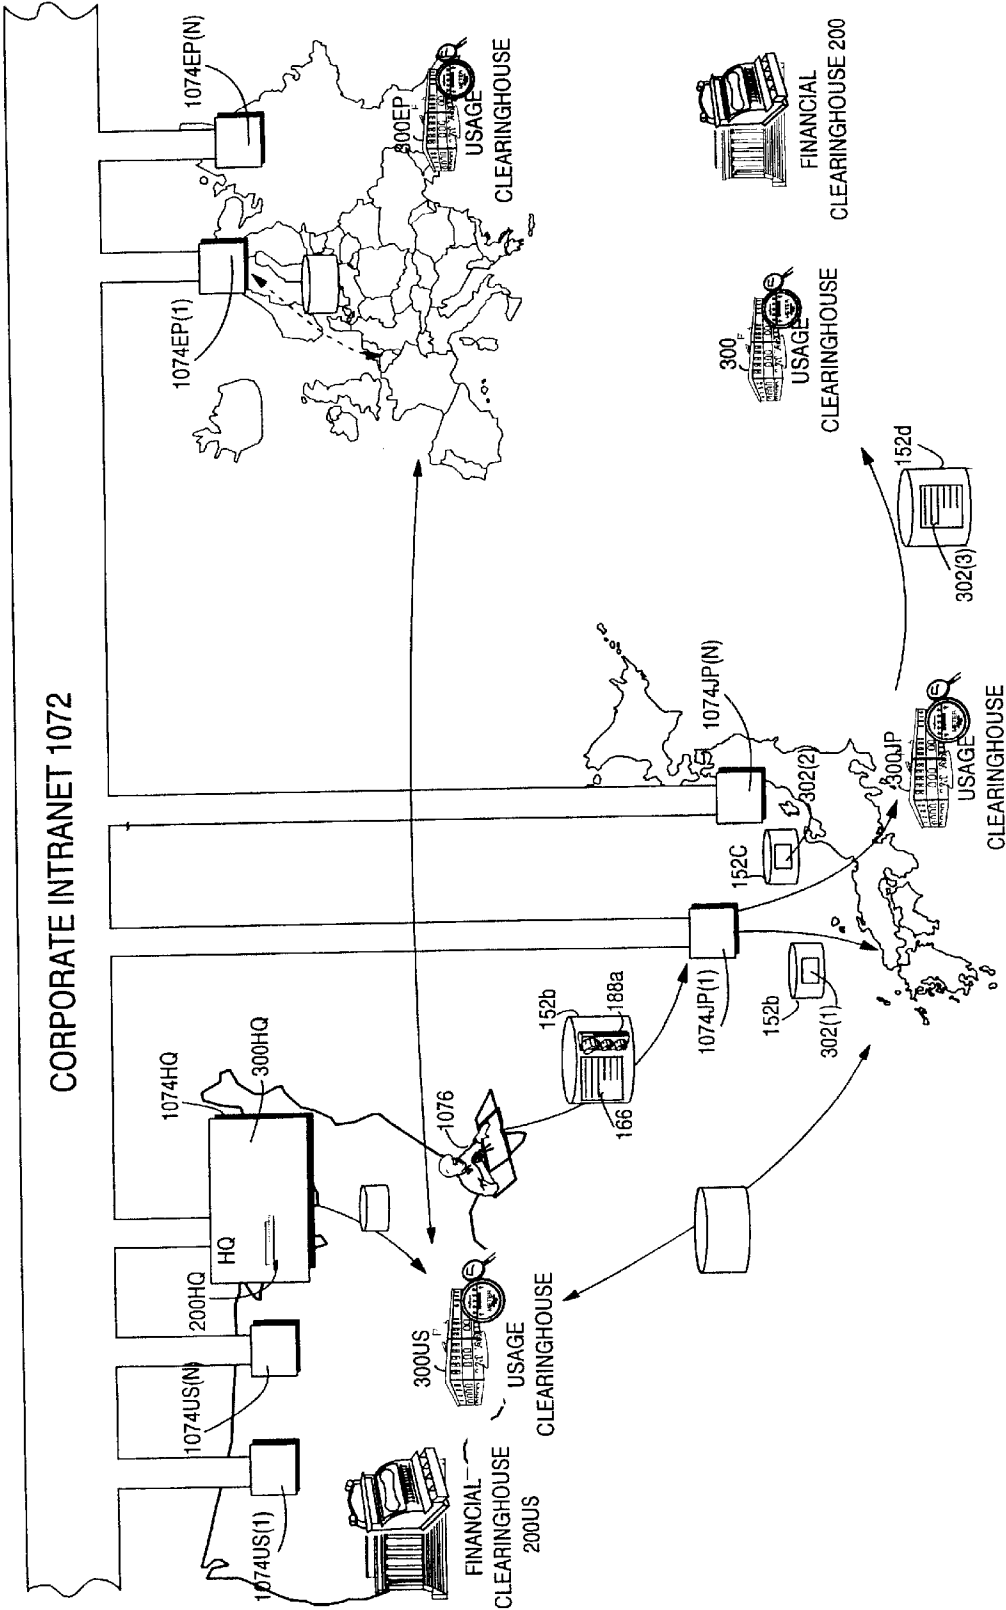 CORPORATE INTRANET 1072
1074US(1)
1074US(N)
HQ
200HQ
1074HQ
300HQ
FINANCIAL
CLEARINGHOUSE
200US
300US
USAGE
CLEARINGHOUSE
1076
152b
188a
166
1074JP(1)
1074JP(N)
152b
302(1)
152C
302(2)
300JP
USAGE
CLEARINGHOUSE
152d
302(3)
1074EP(1)
1074EP(N)
300EP
USAGE
CLEARINGHOUSE
300
USAGE
CLEARINGHOUSE
FINANCIAL
CLEARINGHOUSE 200